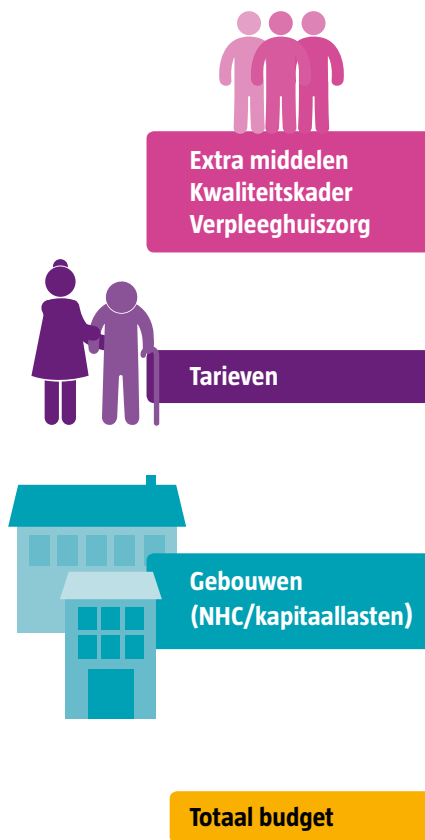 Extra middelen
Kwaliteitskader
Verpleeghuiszorg
Tarieven
Gebouwen
(NHC/kapitaallasten)
Totaal budget